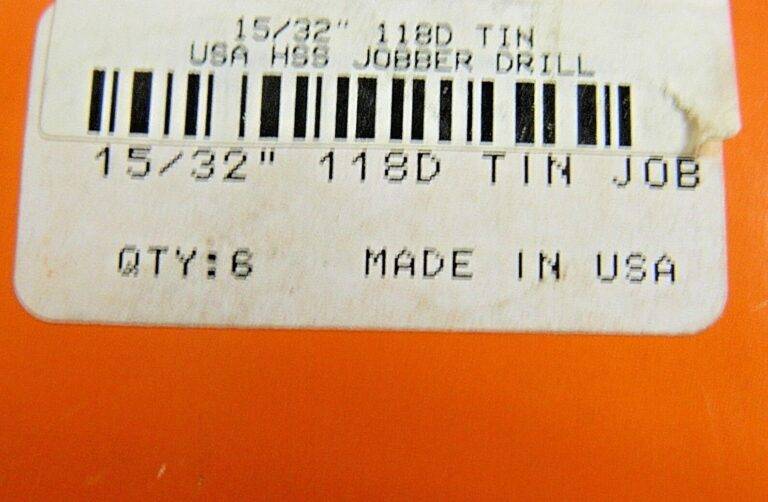 15/32" 118D TIN
USA HSS JOBBER DRILL
15/32" 118D TIN JOB
QTY:6 MADE IN USA